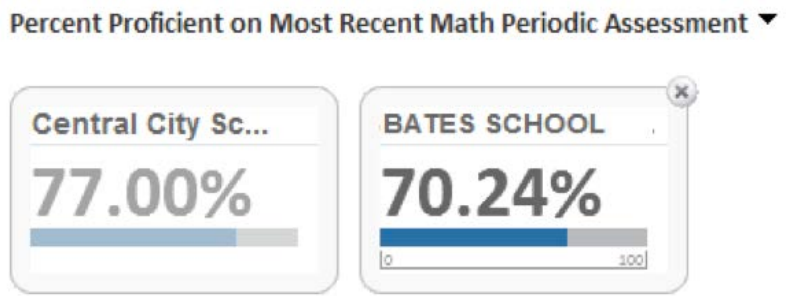 Percent Proficient on Most Recent Math Periodic Assessment
Central City Sc...
77.00%
BATES SCHOOL
70.24%
0 100